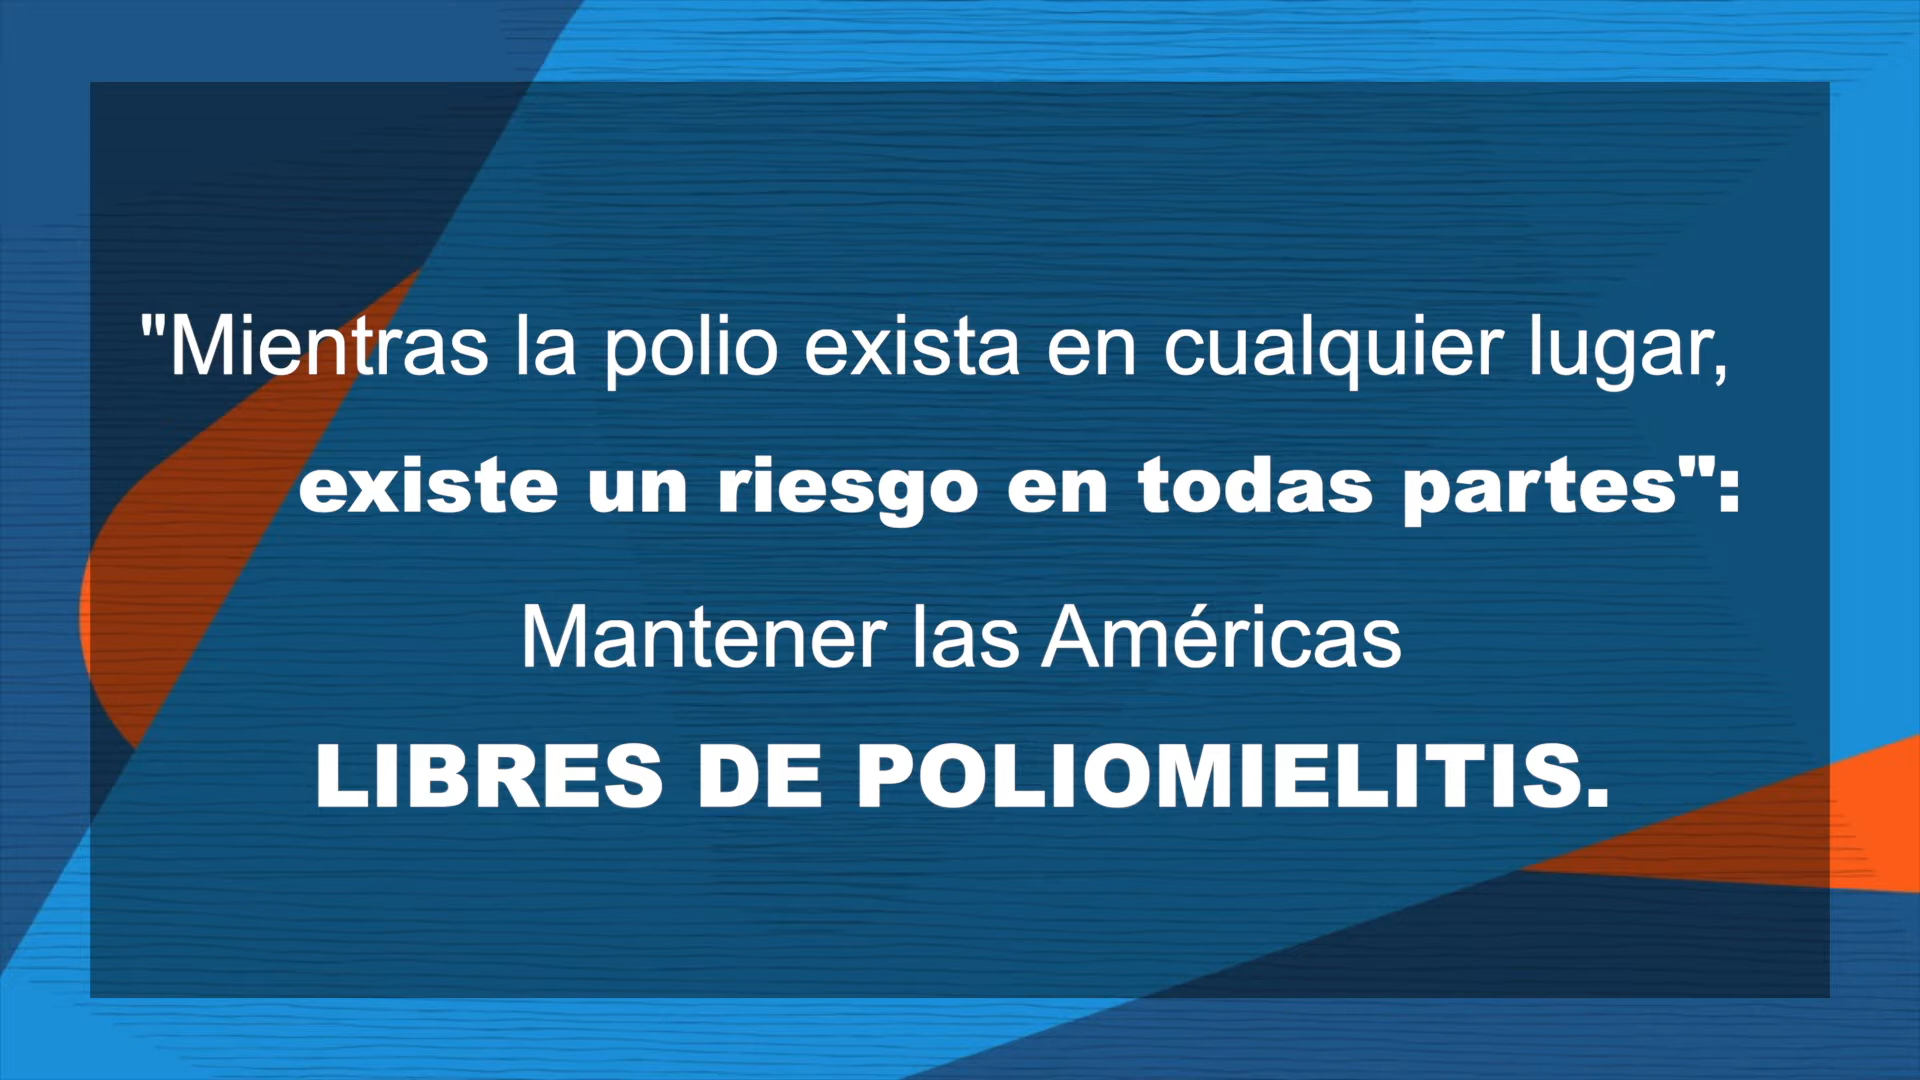 "Mientras la polio exista en cualquier lugar,
existe un riesgo en todas partes":
Mantener las Américas
LIBRES DE POLIOMIELITIS.